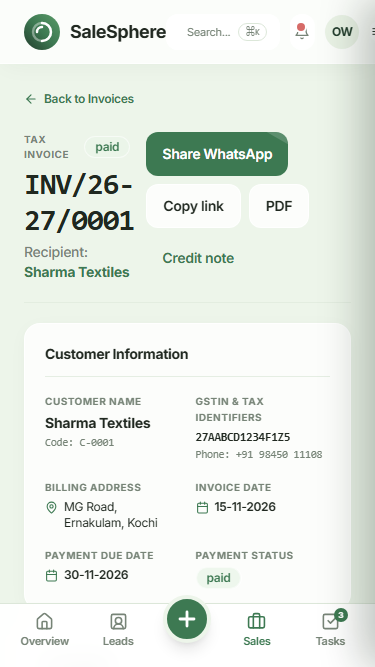 SaleSphere
Search... ⌘K
OW
← Back to Invoices
TAX
INVOICE
paid
INV/26-
27/0001
Recipient:
Sharma Textiles
Share WhatsApp
Copy link
PDF
Credit note
Customer Information
CUSTOMER NAME
Sharma Textiles
Code: C-0001
GSTIN & TAX
IDENTIFIERS
27AABCD1234F1Z5
Phone: +91 98450 11108
BILLING ADDRESS
MG Road,
Ernakulam, Kochi
INVOICE DATE
15-11-2026
PAYMENT DUE DATE
30-11-2026
PAYMENT STATUS
paid
Overview
Leads
+
Sales
3
Tasks